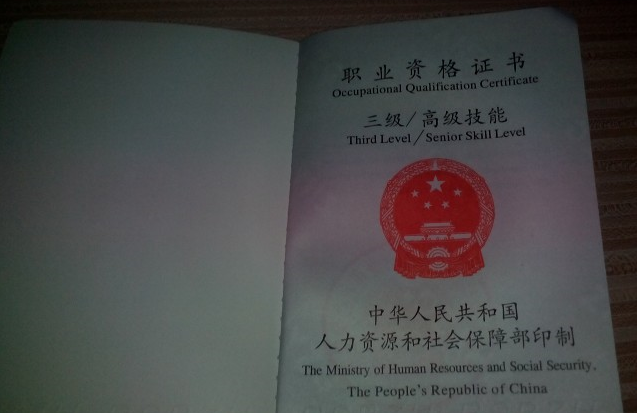 职业资格证书
Occupational Qualification Certificate
三级/高级技能
Third Level/Senior Skill Level
中华人民共和国
人力资源和社会保障部印制
The Ministry of Human Resources and Social Security,
The People's Republic of China